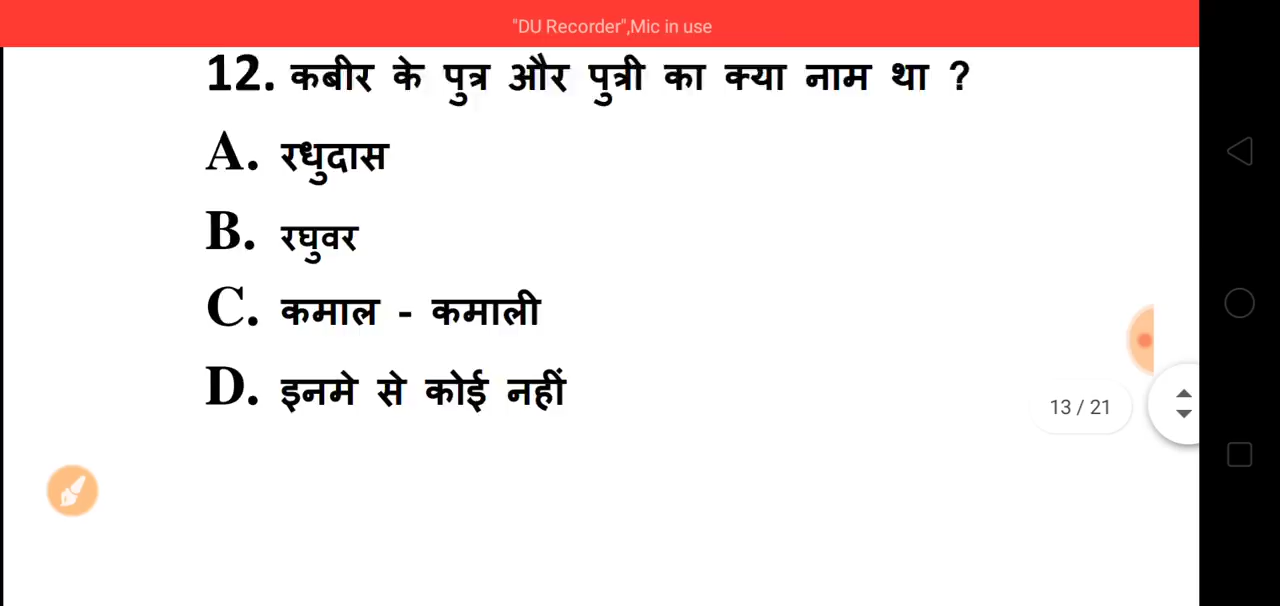 "DU Recorder",Mic in use
12. कबीर के पुत्र और पुत्री का क्या नाम था ?
A. रधुदास
B. रघुवर
C. कमाल - कमाली
D. इनमे से कोई नहीं
13 / 21